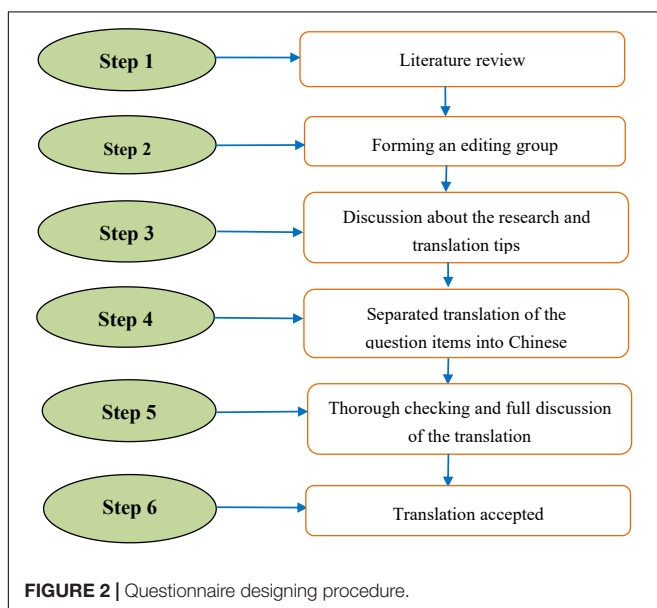 Step 1
Literature review
Step 2
Forming an editing group
Step 3
Discussion about the research and
translation tips
Step 4
Separated translation of the
question items into Chinese
Step 5
Thorough checking and full discussion
of the translation
Step 6
Translation accepted
FIGURE 2 | Questionnaire designing procedure.